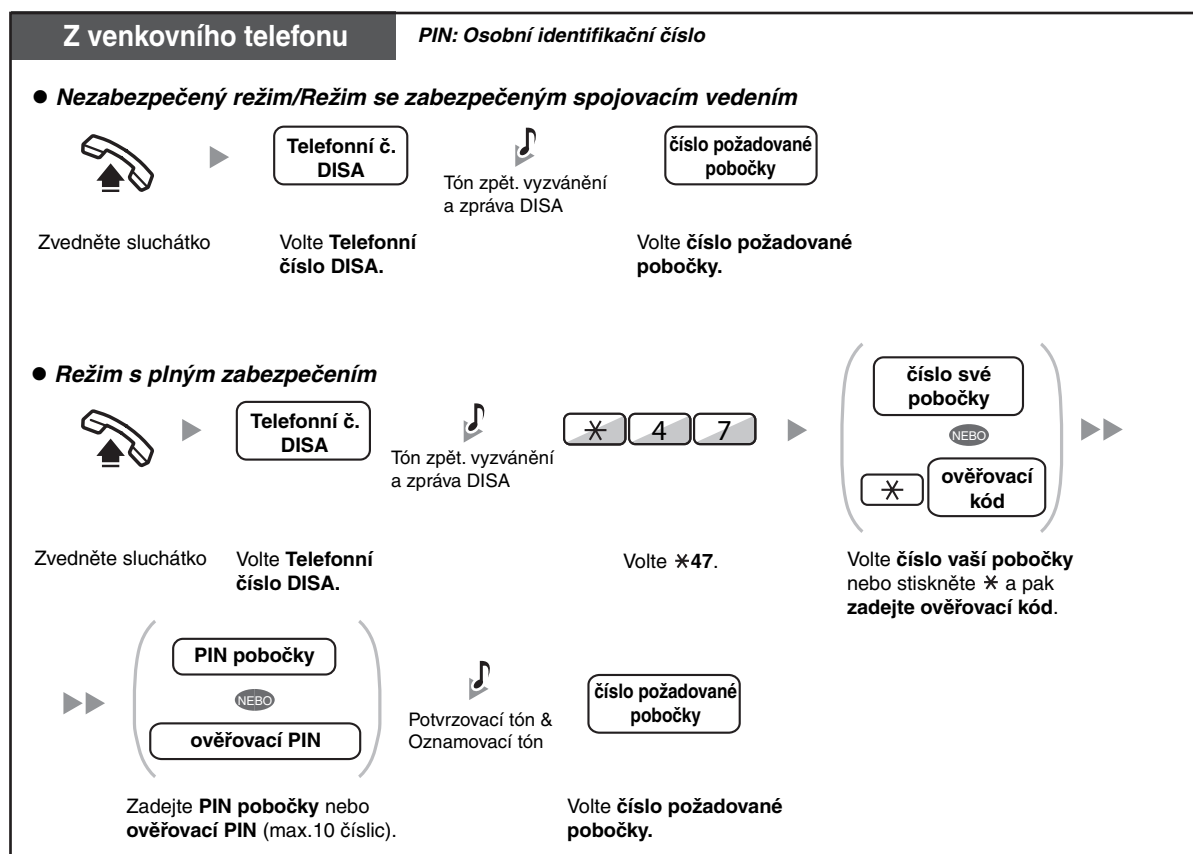 Z venkovního telefonu
PIN: Osobní identifikační číslo
● Nezabezpečený režim/Režim se zabezpečeným spojovacím vedením
Telefonní č.
DISA
Tón zpět. vyzvánění
a zpráva DISA
číslo požadované
pobočky
Zvedněte sluchátko
Volte Telefonní
číslo DISA.
Volte číslo požadované
pobočky.
● Režim s plným zabezpečením
Telefonní č.
DISA
Tón zpět. vyzvánění
a zpráva DISA
* 4 7
číslo své
pobočky
NEBO
* ověřovací
kód
Zvedněte sluchátko
Volte Telefonní
číslo DISA.
Volte *47.
Volte číslo vaší pobočky
nebo stiskněte * a pak
zadejte ověřovací kód.
PIN pobočky
NEBO
ověřovací PIN
Potvrzovací tón &
Oznamovací tón
číslo požadované
pobočky
Zadejte PIN pobočky nebo
ověřovací PIN (max.10 číslic).
Volte číslo požadované
pobočky.